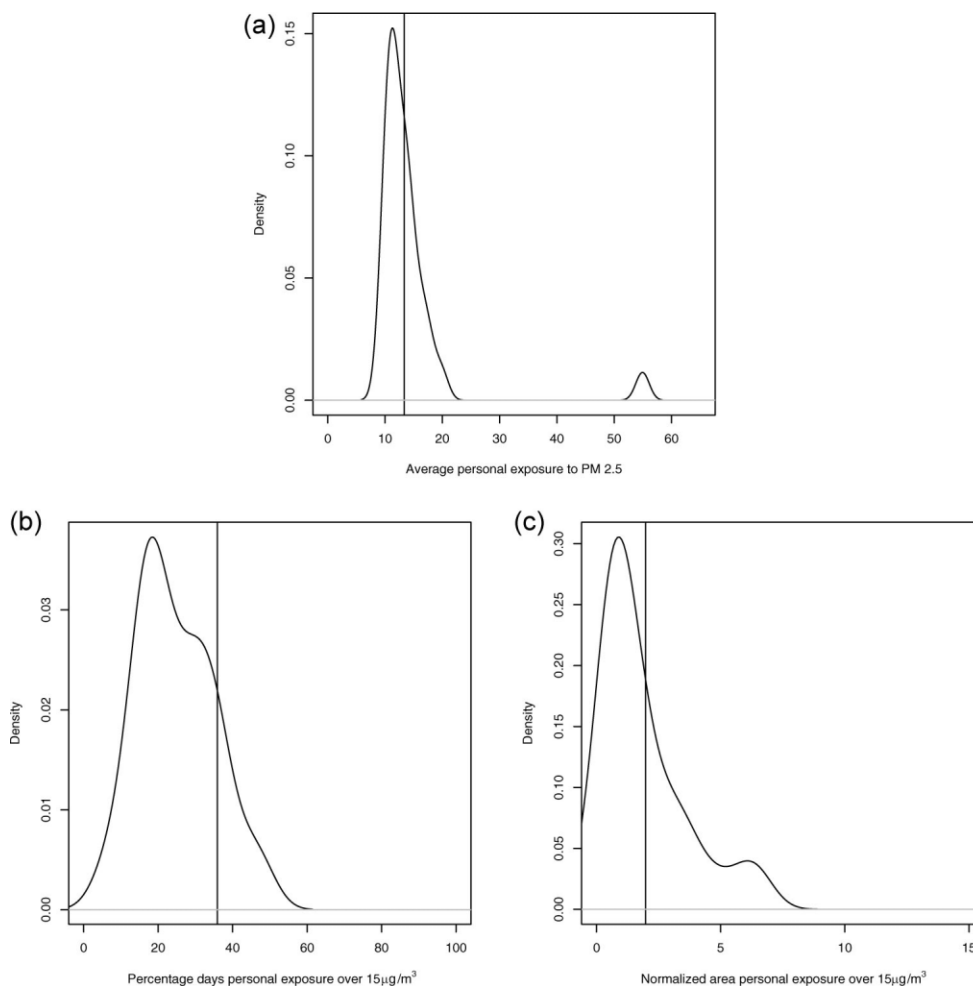 (a)
0.15
0.10
0.05
0.00
Density
0 10 20 30 40 50 60
Average personal exposure to PM 2.5
(b)
0.03
0.02
0.01
0.00
Density
0 20 40 60 80 100
Percentage days personal exposure over 15μg/m³
(c)
0.30
0.25
0.20
0.15
0.10
0.05
0.00
Density
0 5 10 15
Normalized area personal exposure over 15μg/m³